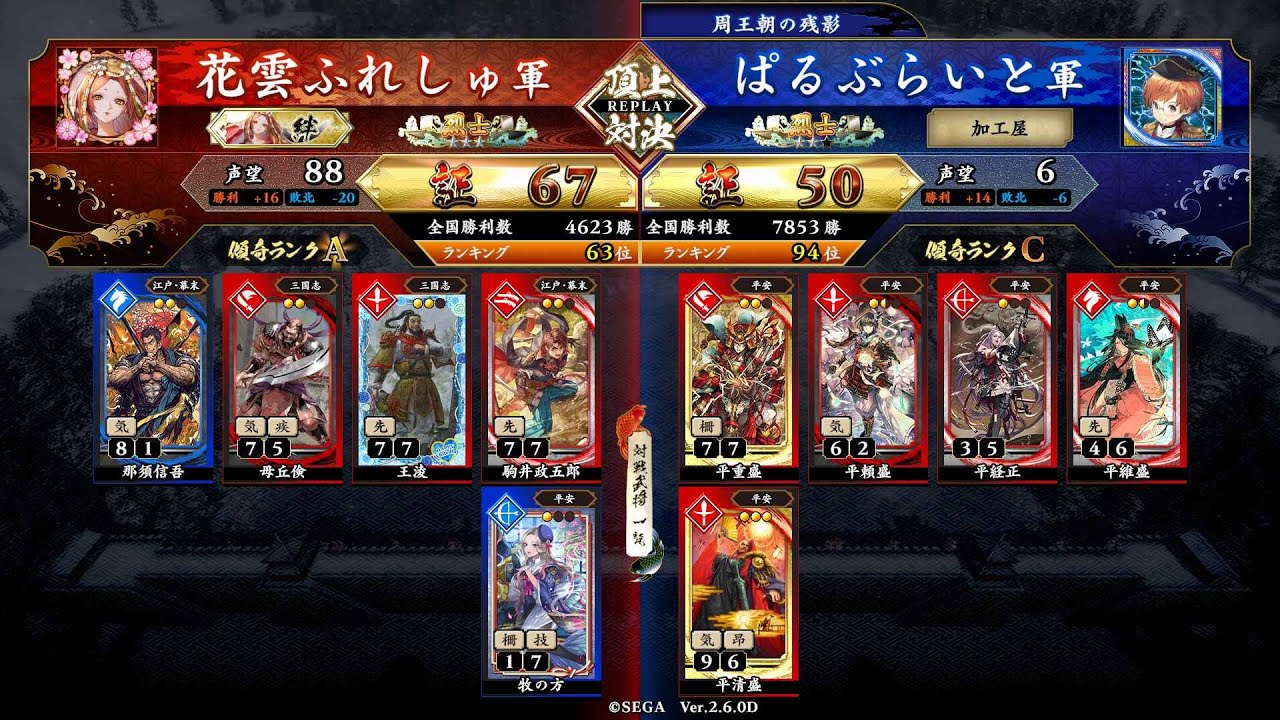 周王朝の残影
花雲ふれしゅ軍
頂上
REPLAY
対決
ぱるぶらいと軍
絆
烈士
烈士
加工屋
声望 88
勝利 +16 敗北 -20
証 67
証 50
声望 6
勝利 +14 敗北 -6
全国勝利数 4623勝
全国勝利数 7853勝
傾奇ランクA
ランキング 63位
ランキング 94位
傾奇ランクC
江戸・幕末
気
8 1
那須信吾
三国志
気 疾
7 5
毌丘倹
三国志
先
7 7
王濬
江戸・幕末
先
7 7
駒井政五郎
平安
柵
7 7
平重盛
平安
気
6 2
平頼盛
平安
3 5
平経正
平安
先
4 6
平維盛
対戦武将一覧
平安
柵 技
1 7
牧の方
平安
気 昂
9 6
平清盛
©SEGA Ver.2.6.0D